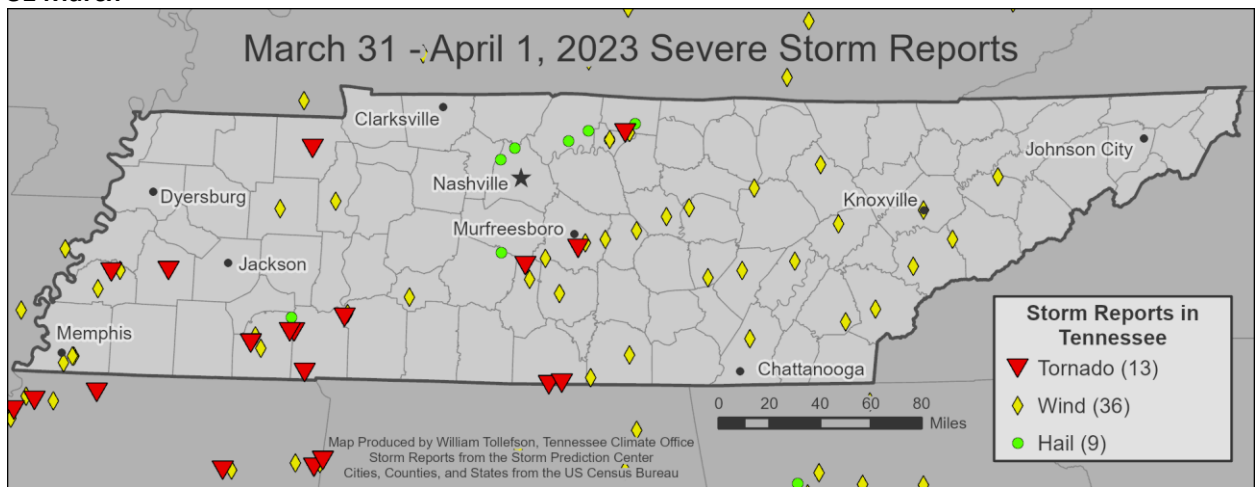 31 March
March 31 - April 1, 2023 Severe Storm Reports
Clarksville
Johnson City
Dyersburg
Nashville
Knoxville
Murfreesboro
Jackson
Memphis
Chattanooga
Storm Reports in
Tennessee
Tornado (13)
Wind (36)
Hail (9)
0 20 40 60 80
Miles
Map Produced by William Tollefson, Tennessee Climate Office
Storm Reports from the Storm Prediction Center
Cities, Counties, and States from the US Census Bureau